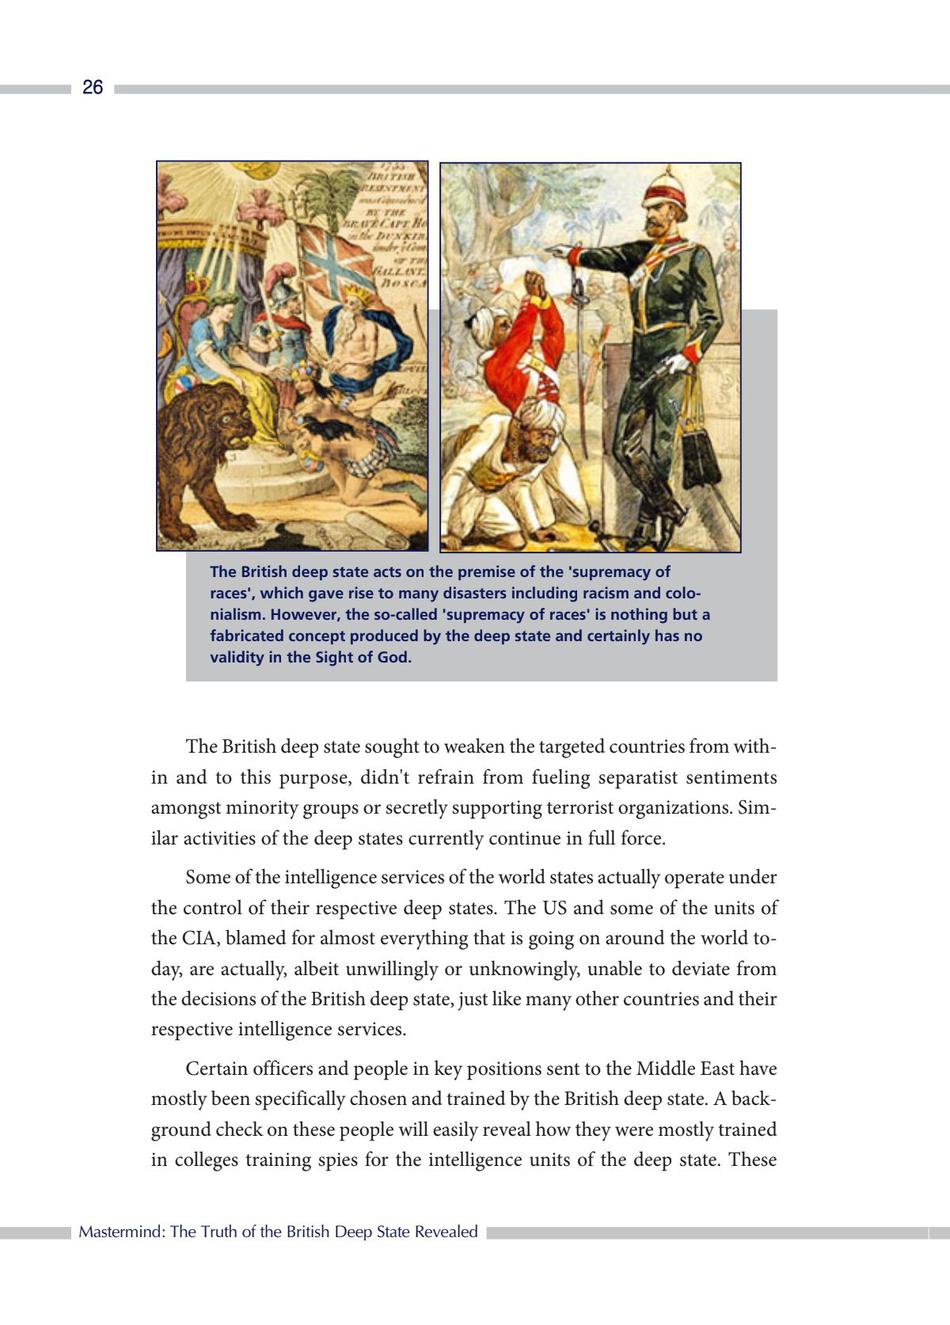 26
1755
BRITISH
RESENTMENT
BY THE
BRAVE CAPT. Ho
in the DUNKIR
OF THE
GALLANT
BOSCA
The British deep state acts on the premise of the 'supremacy of
races', which gave rise to many disasters including racism and colo-
nialism. However, the so-called 'supremacy of races' is nothing but a
fabricated concept produced by the deep state and certainly has no
validity in the Sight of God.
The British deep state sought to weaken the targeted countries from with-
in and to this purpose, didn't refrain from fueling separatist sentiments
amongst minority groups or secretly supporting terrorist organizations. Sim-
ilar activities of the deep states currently continue in full force.
Some of the intelligence services of the world states actually operate under
the control of their respective deep states. The US and some of the units of
the CIA, blamed for almost everything that is going on around the world to-
day, are actually, albeit unwillingly or unknowingly, unable to deviate from
the decisions of the British deep state, just like many other countries and their
respective intelligence services.
Certain officers and people in key positions sent to the Middle East have
mostly been specifically chosen and trained by the British deep state. A back-
ground check on these people will easily reveal how they were mostly trained
in colleges training spies for the intelligence units of the deep state. These
Mastermind: The Truth of the British Deep State Revealed